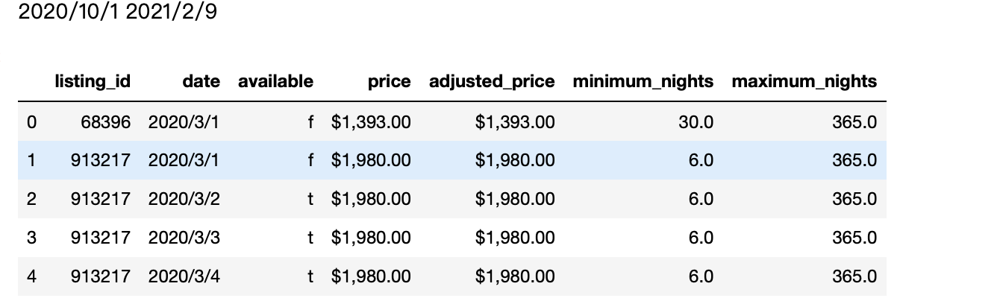 2020/10/1 2021/2/9
listing_id date available price adjusted_price minimum_nights maximum_nights
0 68396 2020/3/1 f $1,393.00 $1,393.00 30.0 365.0
1 913217 2020/3/1 f $1,980.00 $1,980.00 6.0 365.0
2 913217 2020/3/2 t $1,980.00 $1,980.00 6.0 365.0
3 913217 2020/3/3 t $1,980.00 $1,980.00 6.0 365.0
4 913217 2020/3/4 t $1,980.00 $1,980.00 6.0 365.0